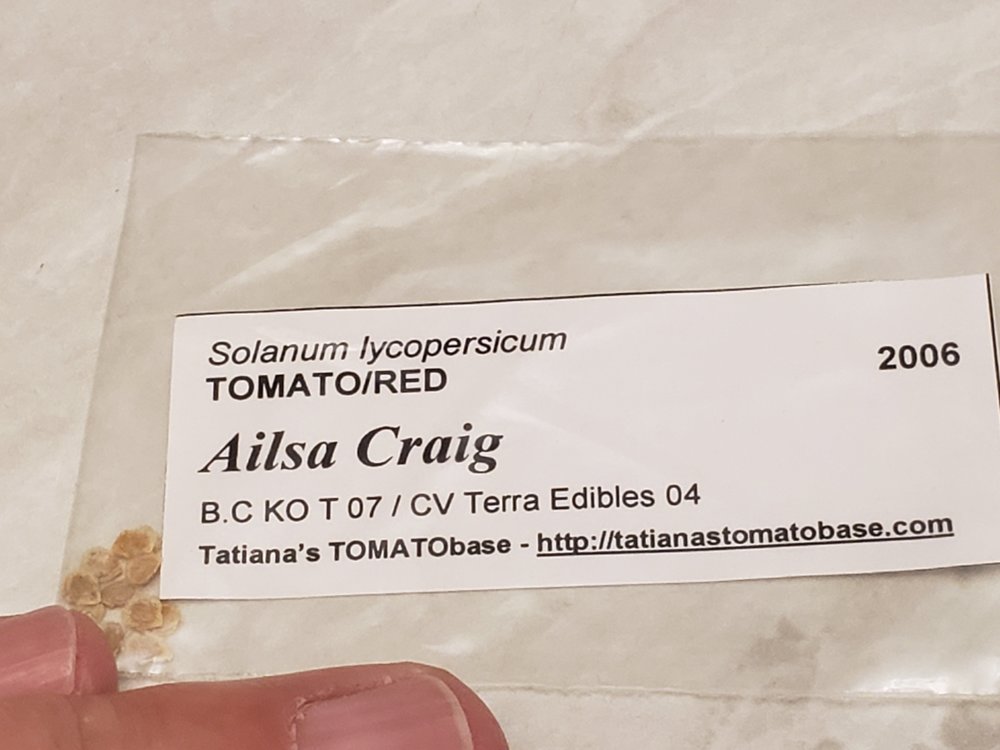 Solanum lycopersicum
TOMATO/RED
2006
Ailsa Craig
B.C KO T 07 / CV Terra Edibles 04
Tatiana's TOMATObase - http://tatianastomatobase.com